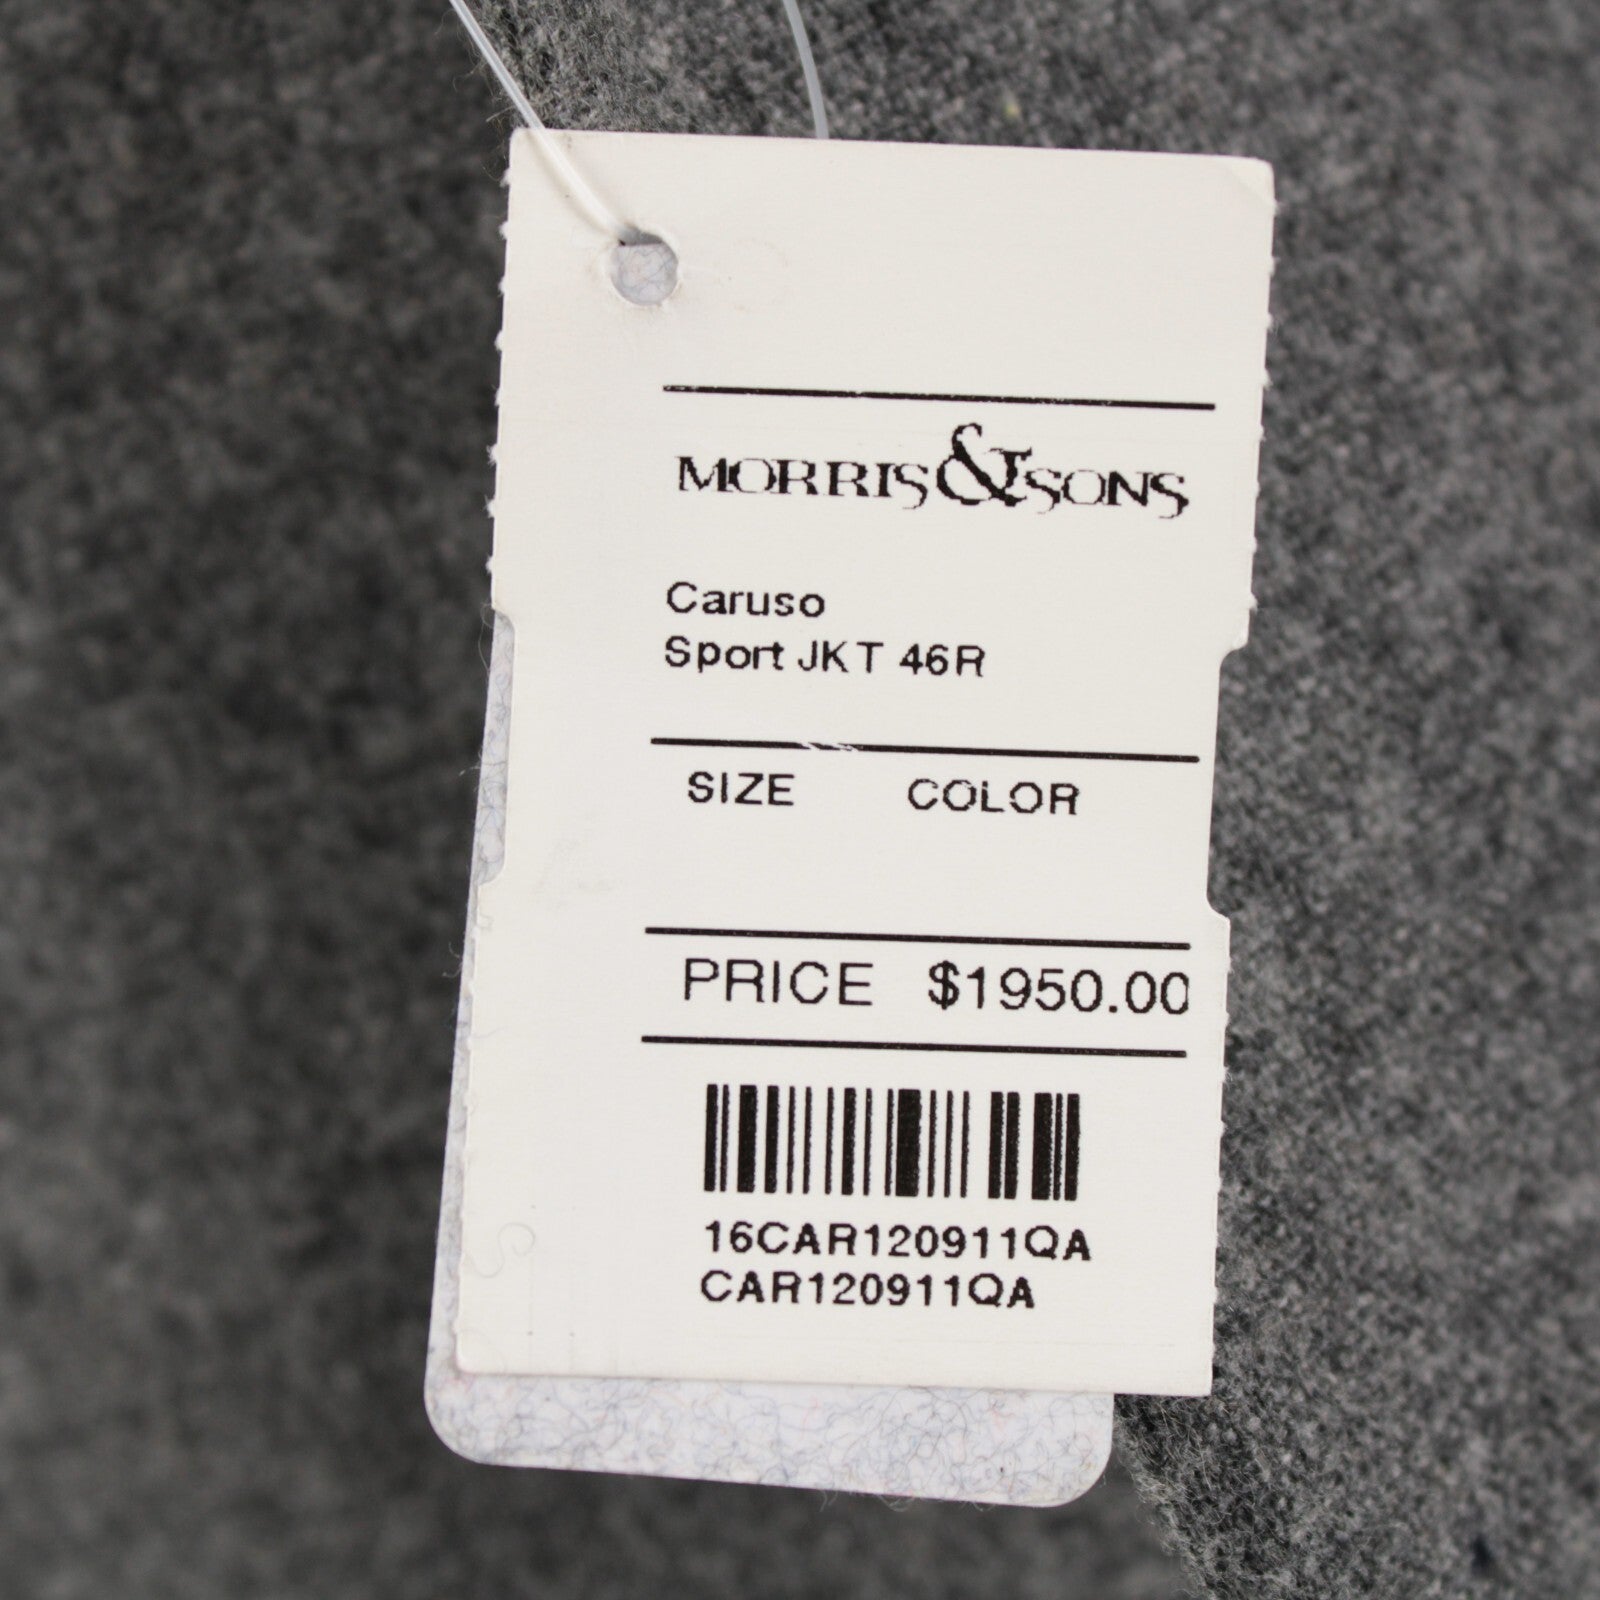 MORRIS&SONS
Caruso
Sport JKT 46R
SIZE COLOR
PRICE $1950.00
16CAR120911QA
CAR120911QA